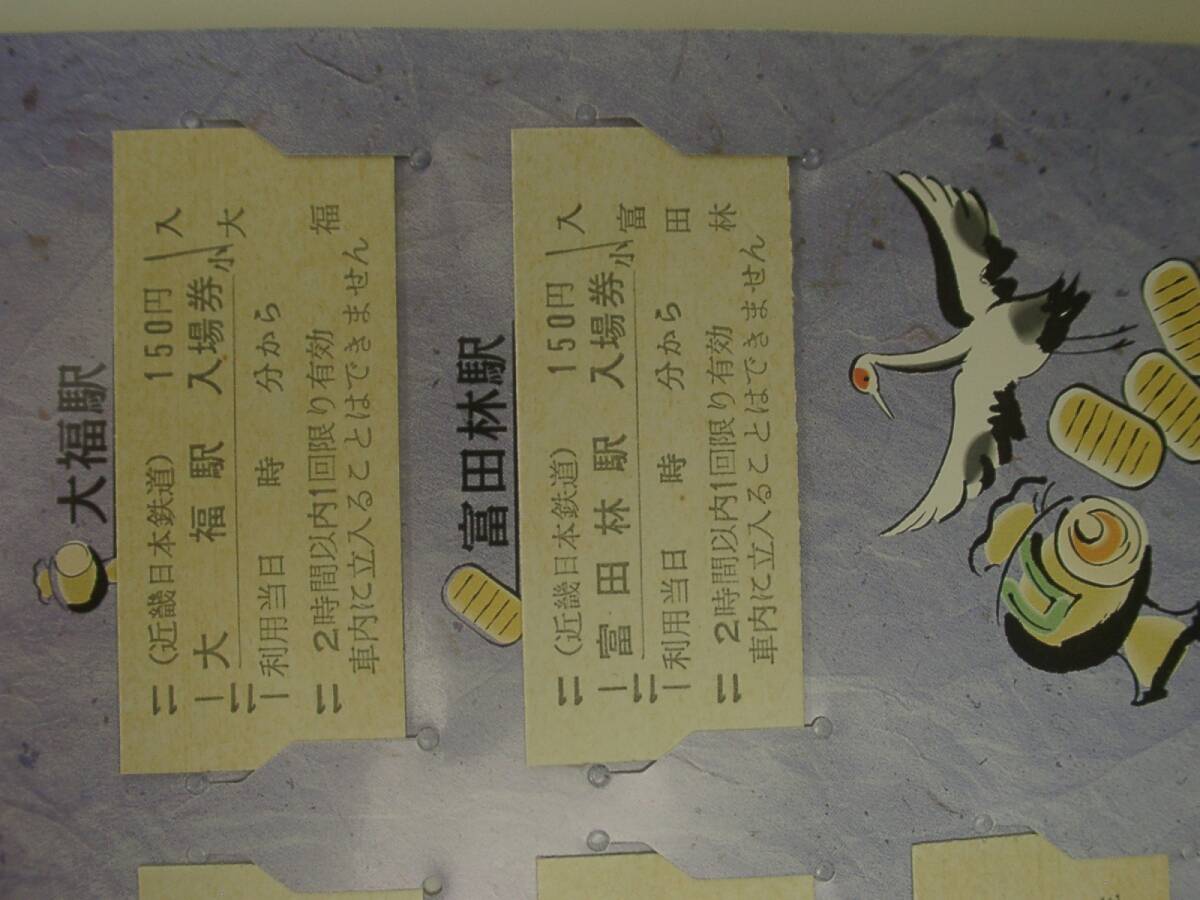 大福駅
（近畿日本鉄道） 150円
大福駅 入場券
利用当日　時　分から
2時間以内1回限り有効
車内に立入ることはできません
小
入
大
福
富田林駅
（近畿日本鉄道） 150円
富田林駅 入場券
利用当日　時　分から
2時間以内1回限り有効
車内に立入ることはできません
小
入
富
田
林